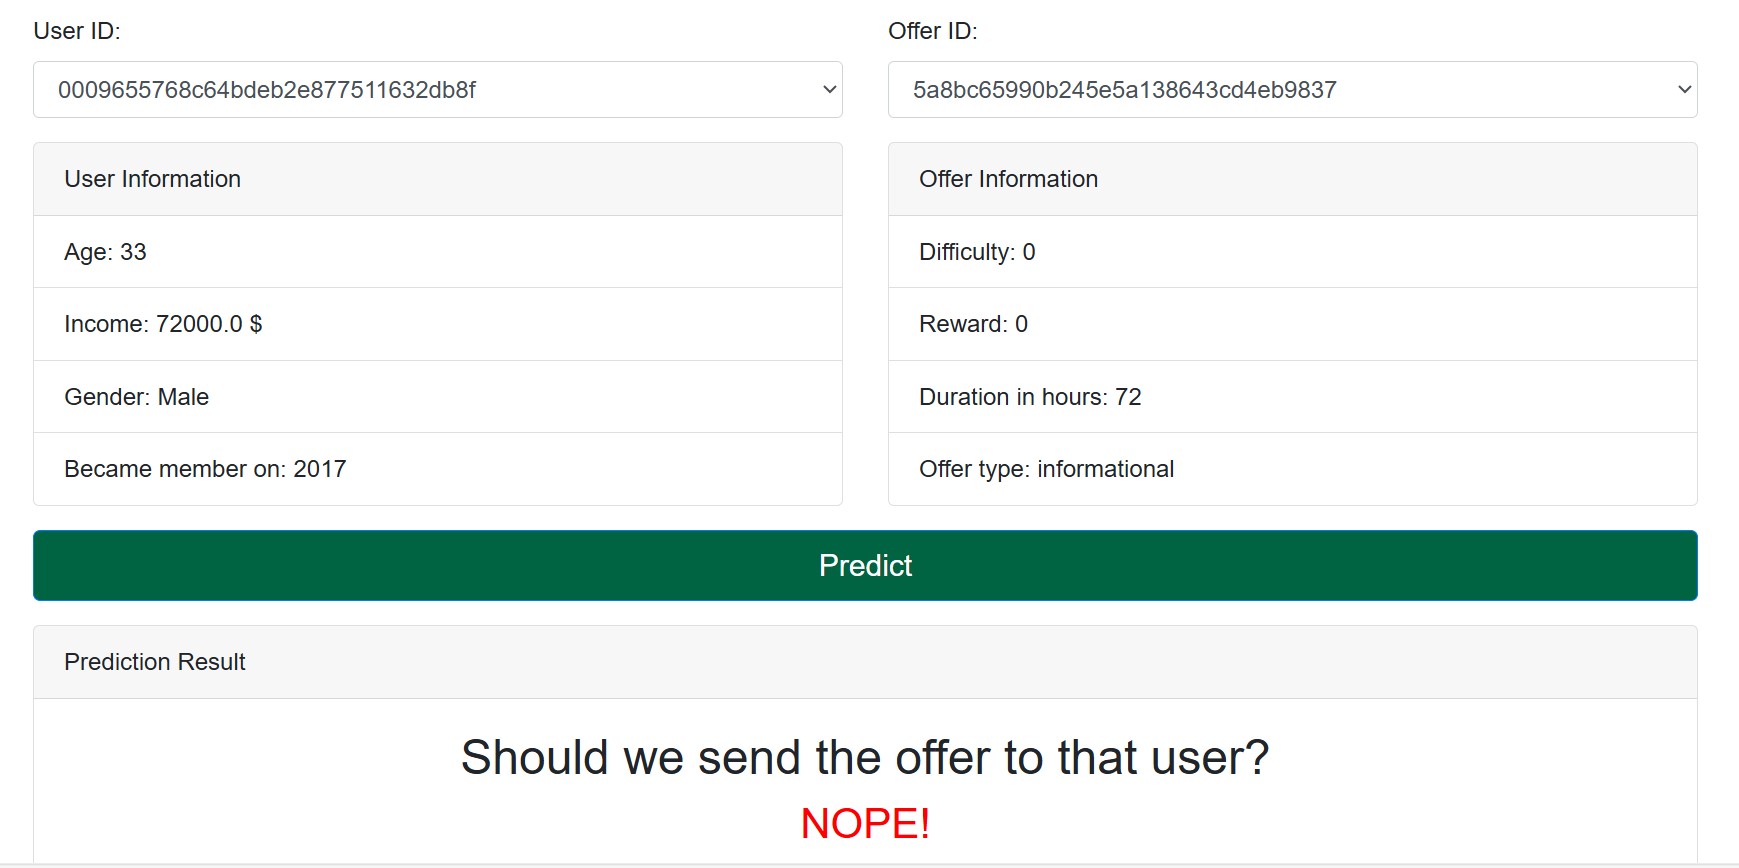 User ID:
0009655768c64bdeb2e877511632db8f
User Information
Age: 33
Income: 72000.0 $
Gender: Male
Became member on: 2017
Offer ID:
5a8bc65990b245e5a138643cd4eb9837
Offer Information
Difficulty: 0
Reward: 0
Duration in hours: 72
Offer type: informational
Predict
Prediction Result
Should we send the offer to that user?
NOPE!